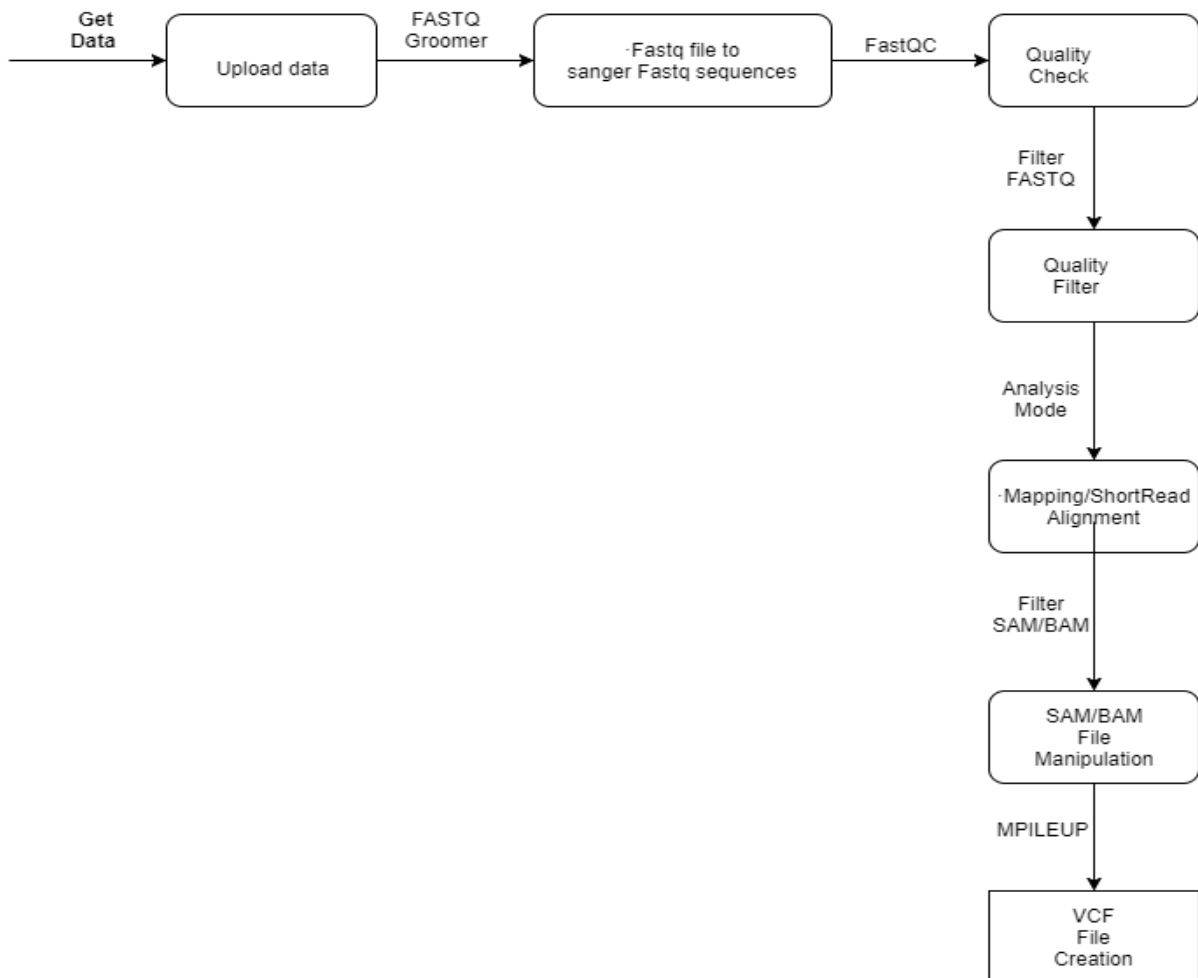 Get
Data
Upload data
FASTQ
Groomer
·Fastq file to
sanger Fastq sequences
FastQC
Quality
Check
Filter
FASTQ
Quality
Filter
Analysis
Mode
·Mapping/ShortRead
Alignment
Filter
SAM/BAM
SAM/BAM
File
Manipulation
MPILEUP
VCF
File
Creation